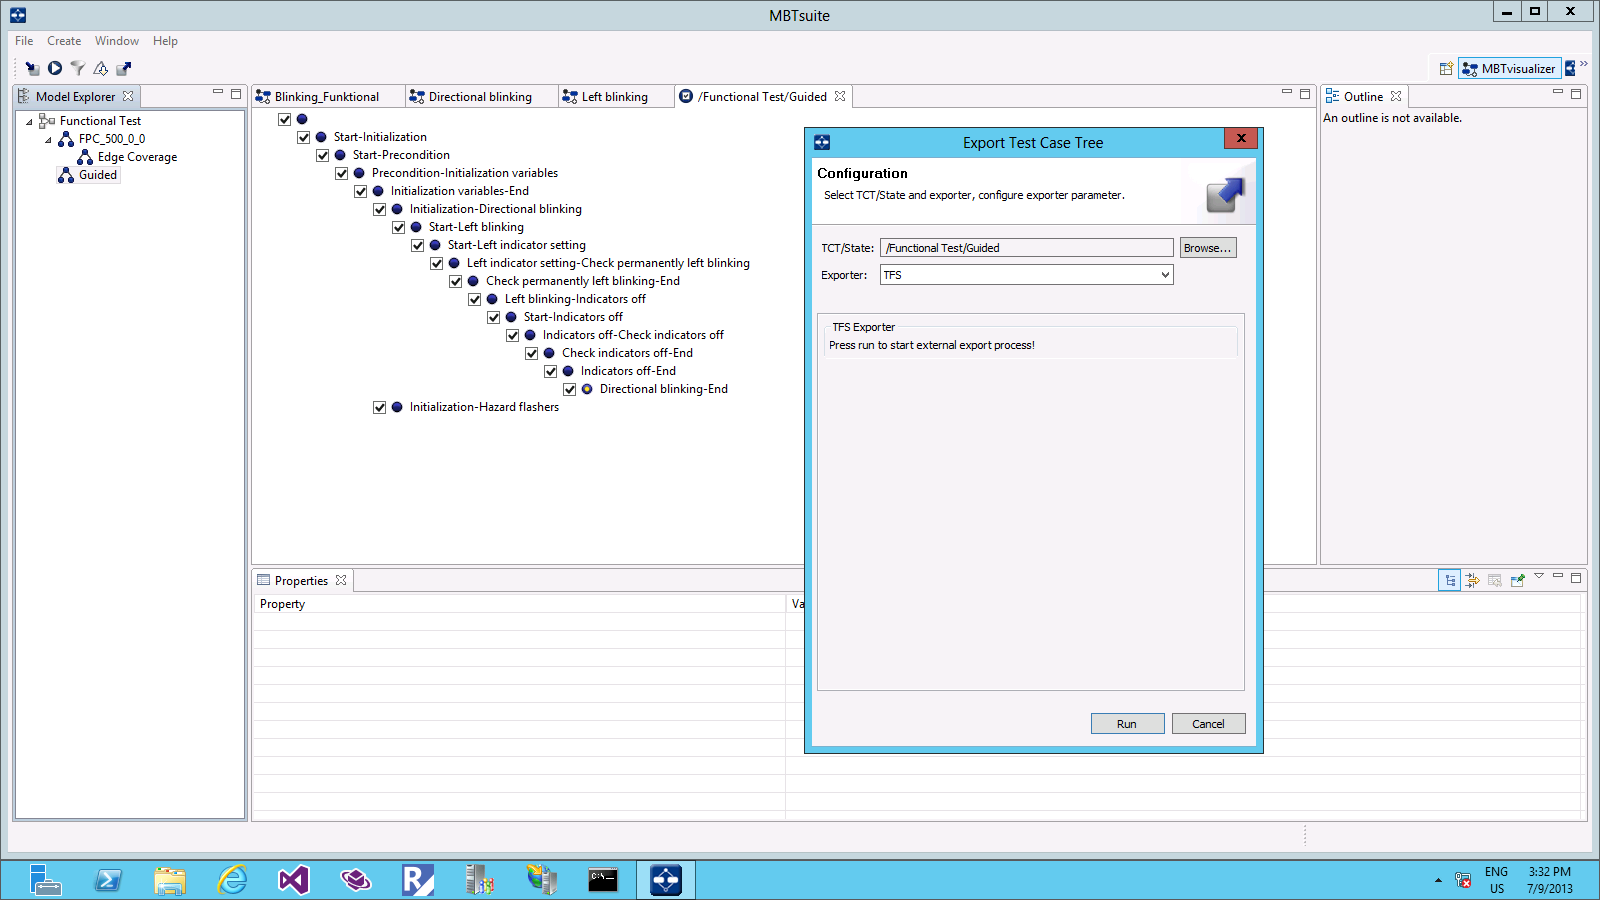 MBTsuite
File Create Window Help
MBTvisualizer
Model Explorer
Functional Test
FPC_500_0_0
Edge Coverage
Guided
Blinking_Funktional
Directional blinking
Left blinking
/Functional Test/Guided
Start-Initialization
Start-Precondition
Precondition-Initialization variables
Initialization variables-End
Initialization-Directional blinking
Start-Left blinking
Start-Left indicator setting
Left indicator setting-Check permanently left blinking
Check permanently left blinking-End
Left blinking-Indicators off
Start-Indicators off
Indicators off-Check indicators off
Check indicators off-End
Indicators off-End
Directional blinking-End
Initialization-Hazard flashers
Export Test Case Tree
Configuration
Select TCT/State and exporter, configure exporter parameter.
TCT/State: /Functional Test/Guided Browse...
Exporter: TFS
TFS Exporter
Press run to start external export process!
Run Cancel
Outline
An outline is not available.
Properties
Property Va
C:\_
ENG
US
3:32 PM
7/9/2013